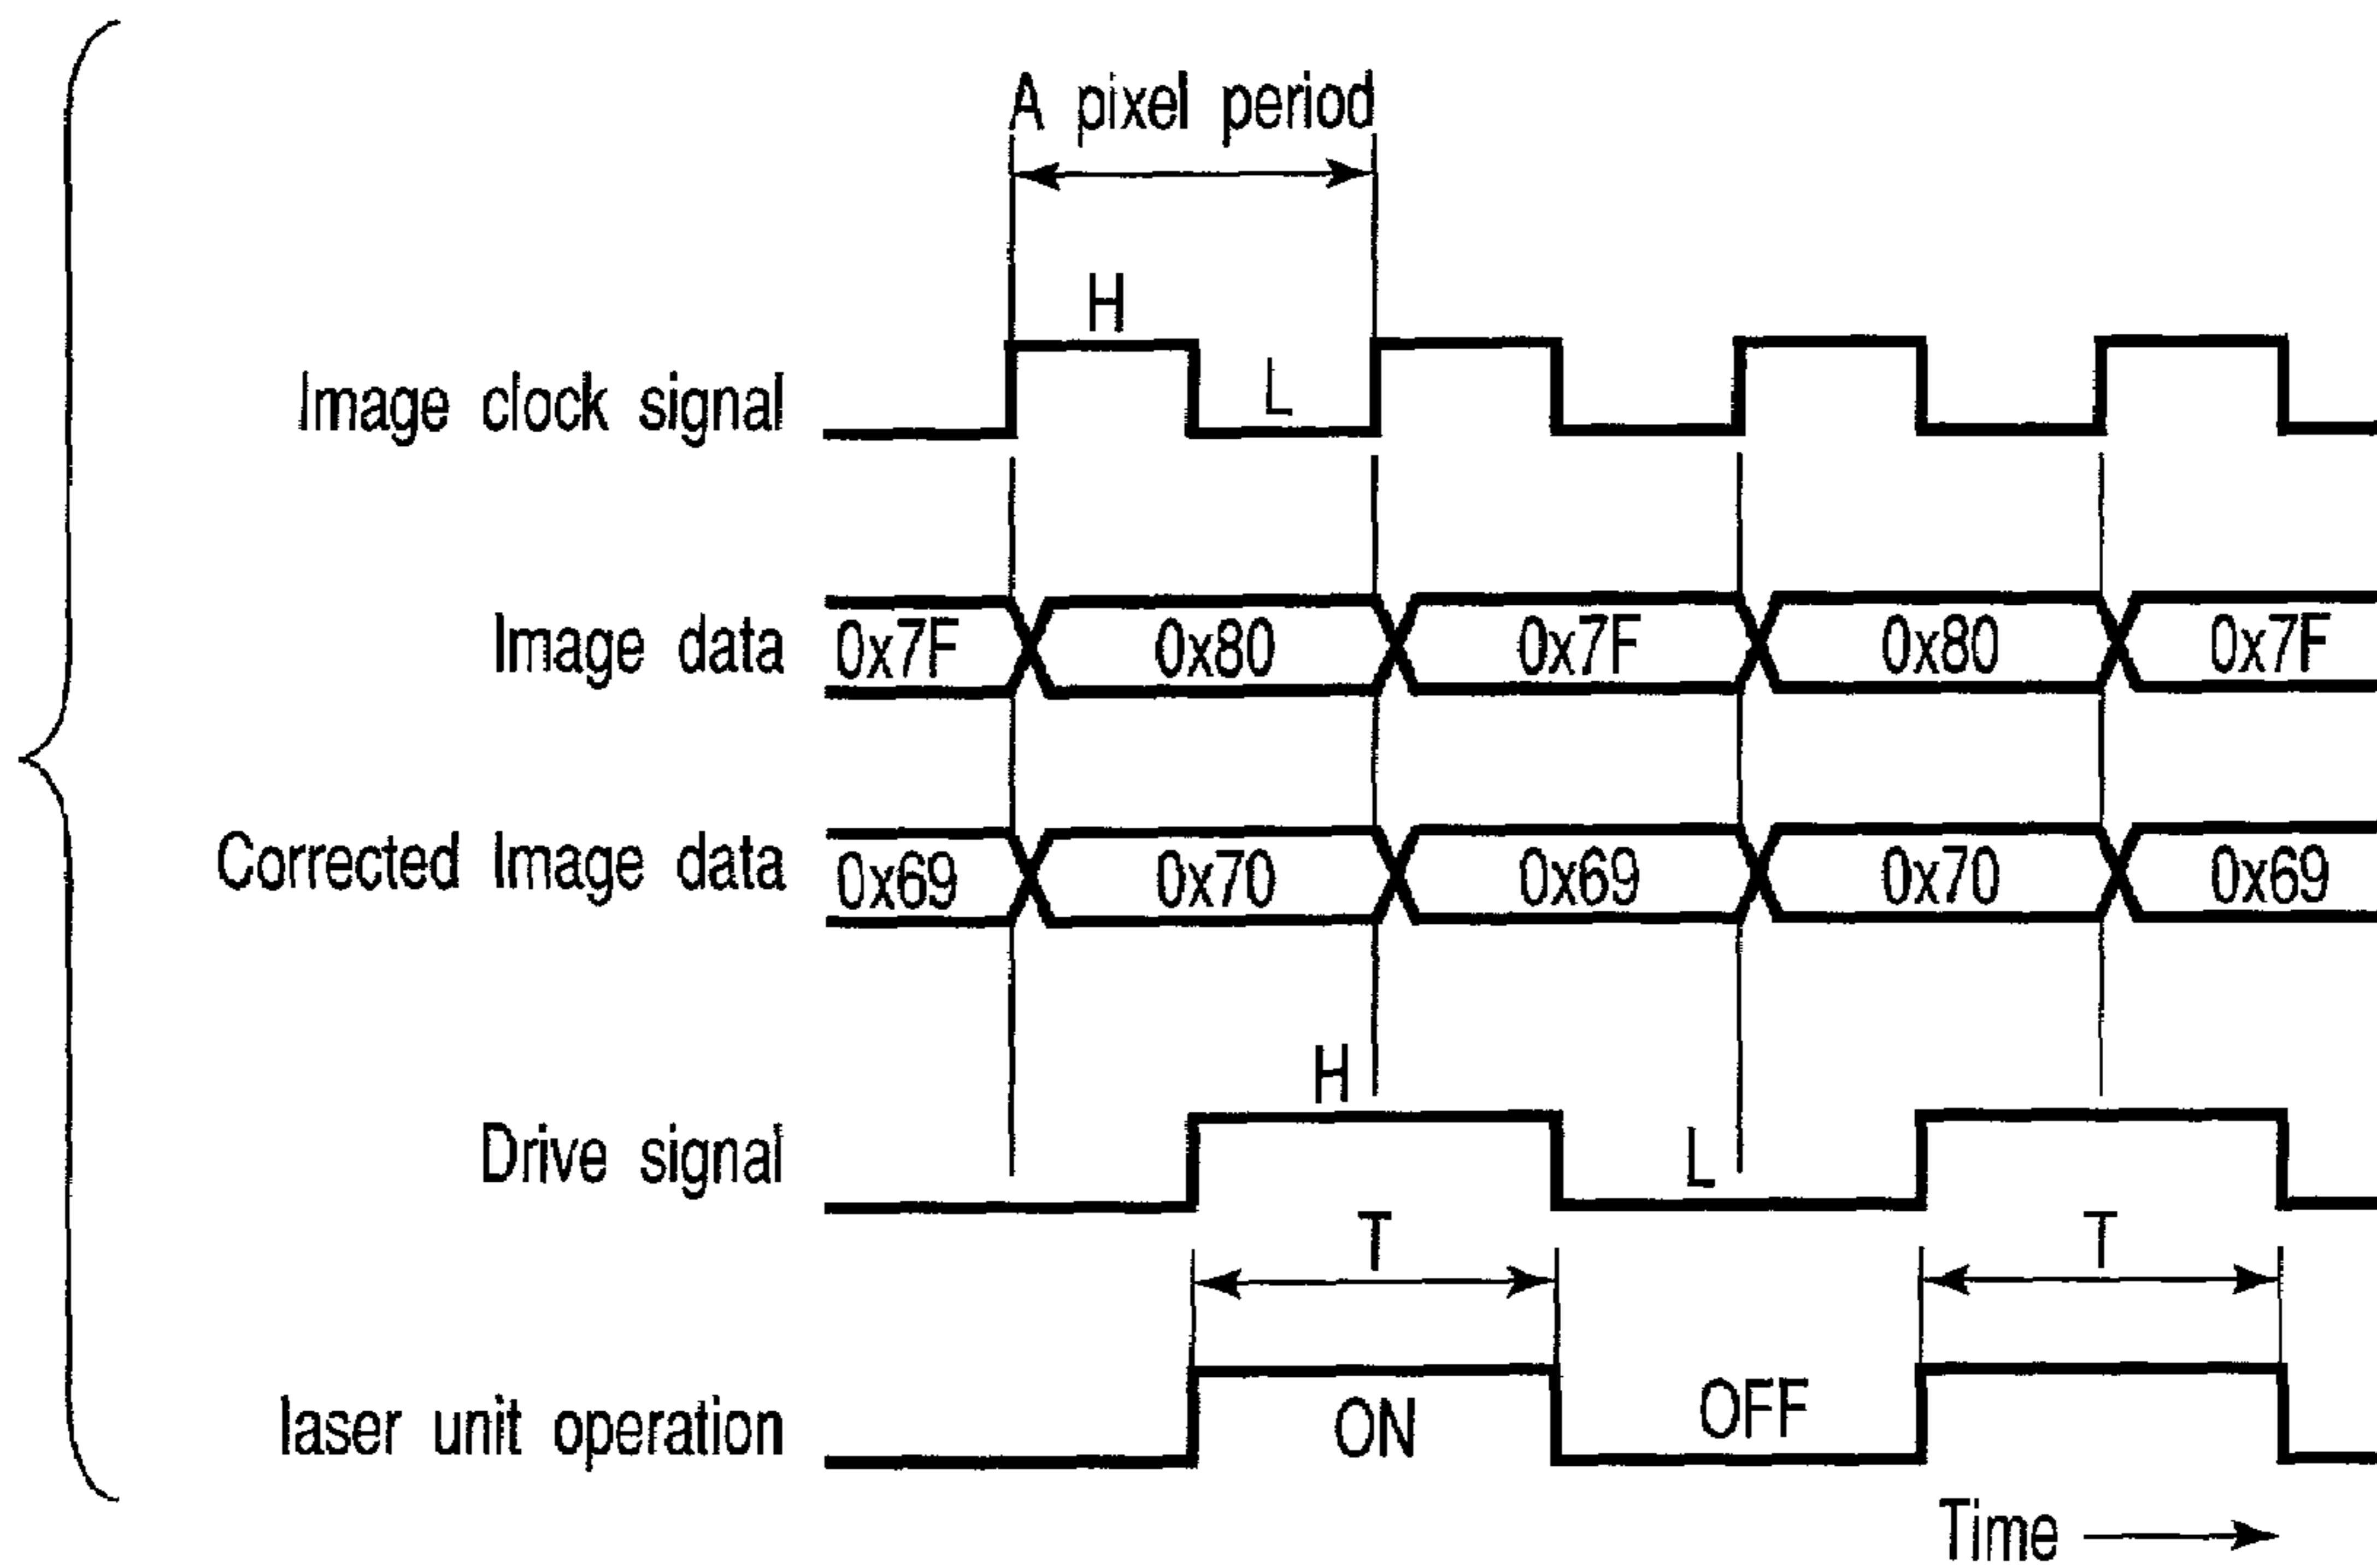 A pixel period
H
L
Image clock signal
Image data 0x7F 0x80 0x7F 0x80 0x7F
Corrected Image data 0x69 0x70 0x69 0x70 0x69
H
L
Drive signal
T T
laser unit operation ON OFF
Time